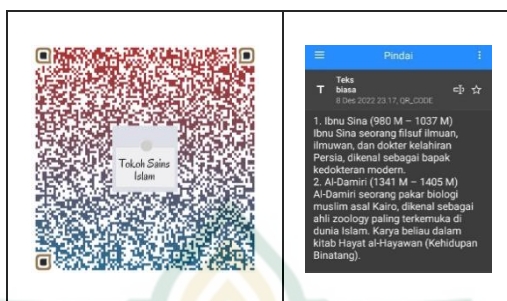 Tokoh Sains
Islam
Pindai
T
Teks
biasa
8 Des 2022 23.17, QR_CODE
1. Ibnu Sina (980 M – 1037 M)
Ibnu Sina seorang filsuf ilmuan,
ilmuwan, dan dokter kelahiran
Persia, dikenal sebagai bapak
kedokteran modern.
2. Al-Damiri (1341 M – 1405 M)
Al-Damiri seorang pakar biologi
muslim asal Kairo, dikenal sebagai
ahli zoology paling terkemuka di
dunia Islam. Karya beliau dalam
kitab Hayat al-Hayawan (Kehidupan
Binatang).